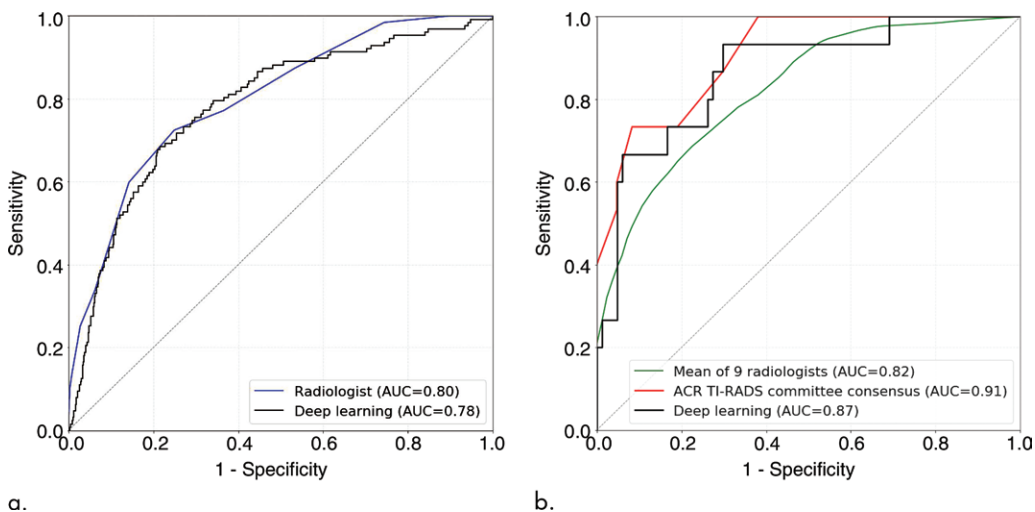 1.0
0.8
0.6
0.4
0.2
0.0
Sensitivity
0.0 0.2 0.4 0.6 0.8 1.0
1 - Specificity
Radiologist (AUC=0.80)
Deep learning (AUC=0.78)
a.
1.0
0.8
0.6
0.4
0.2
0.0
Sensitivity
0.0 0.2 0.4 0.6 0.8 1.0
1 - Specificity
Mean of 9 radiologists (AUC=0.82)
ACR TI-RADS committee consensus (AUC=0.91)
Deep learning (AUC=0.87)
b.